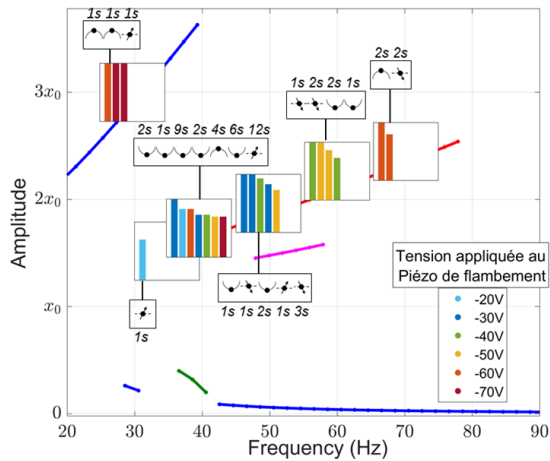 1s 1s 1s
2s 2s
1s 2s 2s 1s
2s 1s 9s 2s 4s 6s 12s
3x0
2x0
x0
0
Amplitude
1s
1s 1s 2s 1s 3s
Tension appliquée au
Piézo de flambement
-20V
-30V
-40V
-50V
-60V
-70V
20 30 40 50 60 70 80 90
Frequency (Hz)